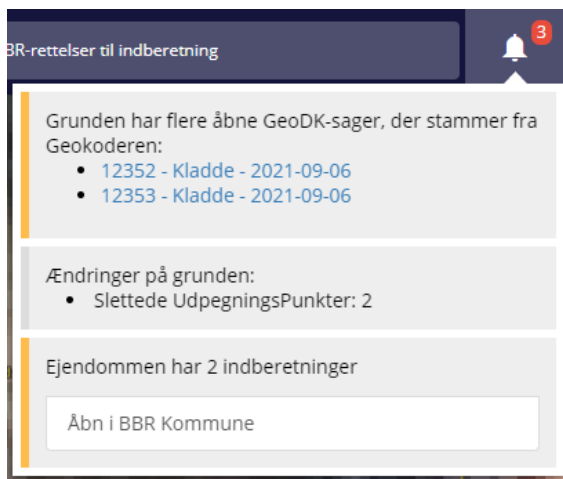 BR-rettelser til indberetning
3
Grunden har flere åbne GeoDK-sager, der stammer fra
Geokoderen:
• 12352 - Kladde - 2021-09-06
• 12353 - Kladde - 2021-09-06
Ændringer på grunden:
• Slettede UdpegningsPunkter: 2
Ejendommen har 2 indberetninger
Åbn i BBR Kommune